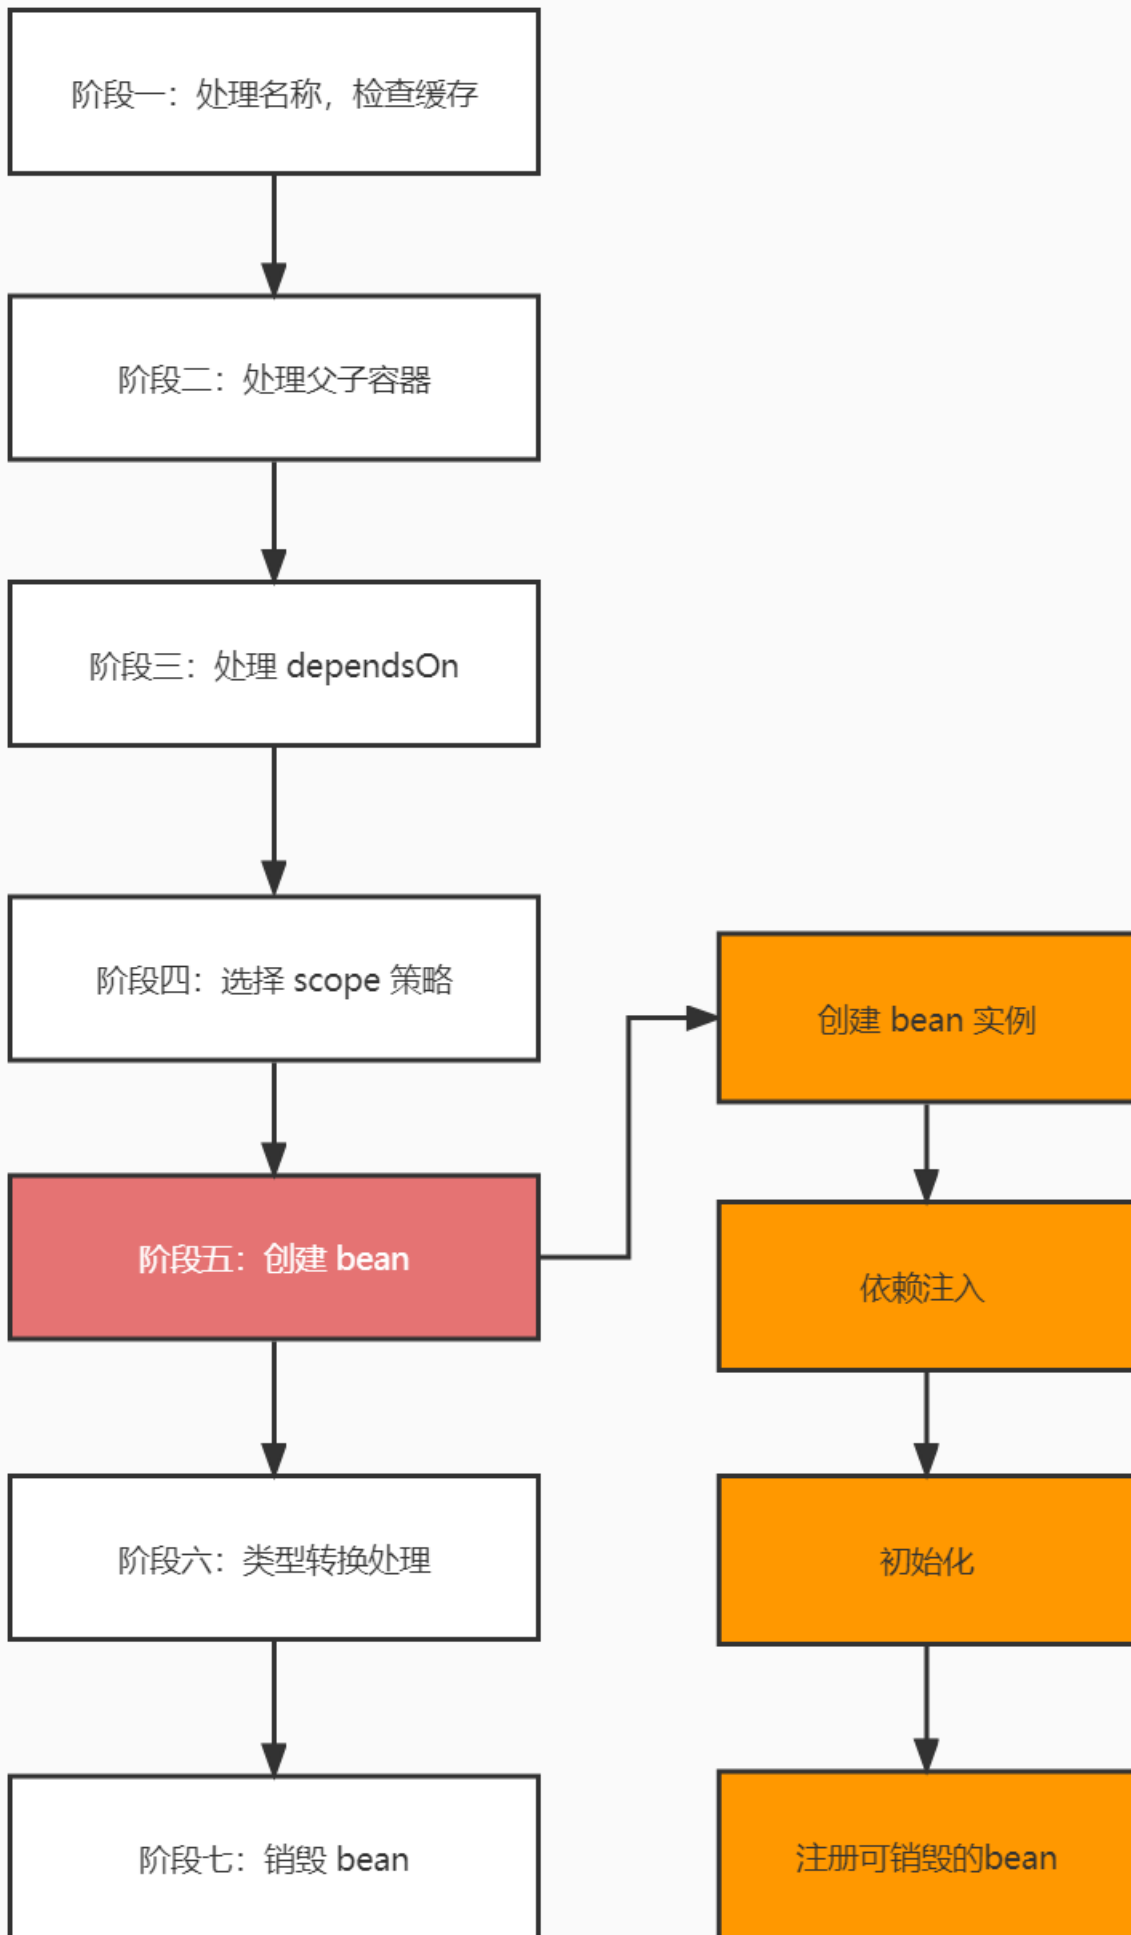 阶段一：处理名称，检查缓存
阶段二：处理父子容器
阶段三：处理 dependsOn
阶段四：选择 scope 策略
阶段五：创建 bean
阶段六：类型转换处理
阶段七：销毁 bean
创建 bean 实例
依赖注入
初始化
注册可销毁的bean